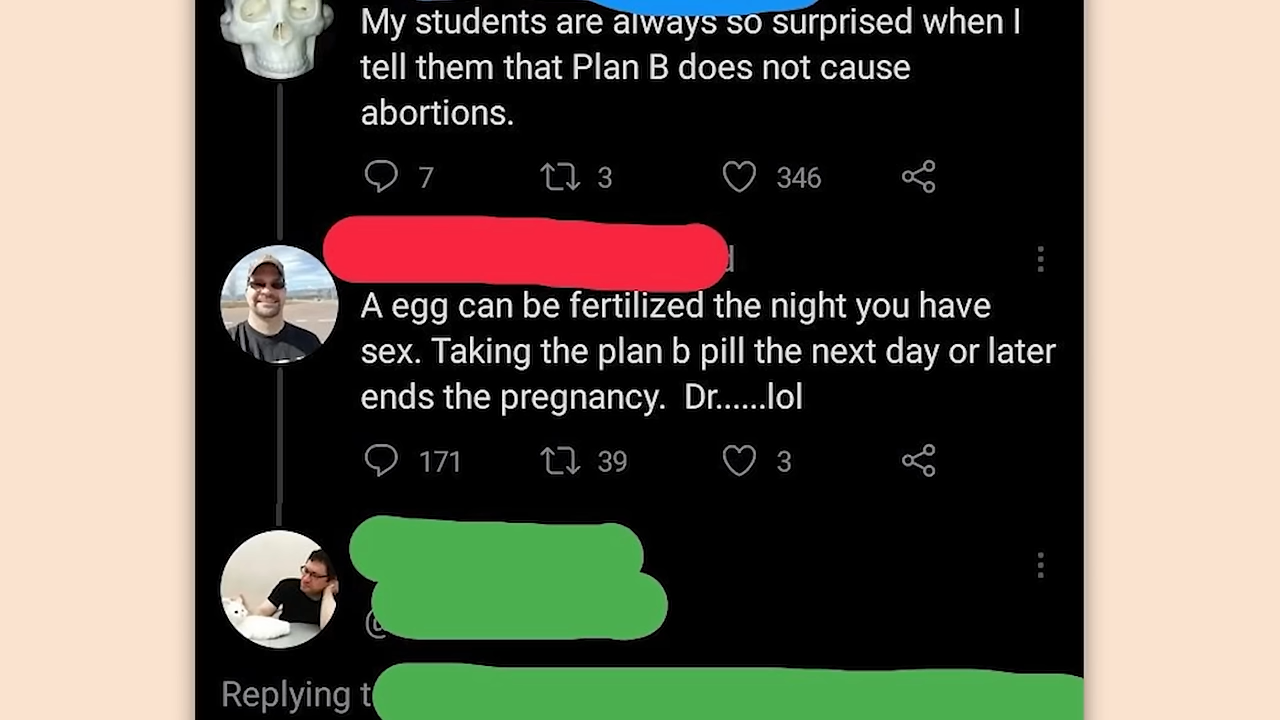 My students are always so surprised when I
tell them that Plan B does not cause
abortions.
7 3 346
A egg can be fertilized the night you have
sex. Taking the plan b pill the next day or later
ends the pregnancy. Dr......lol
171 39 3
@
Replying t